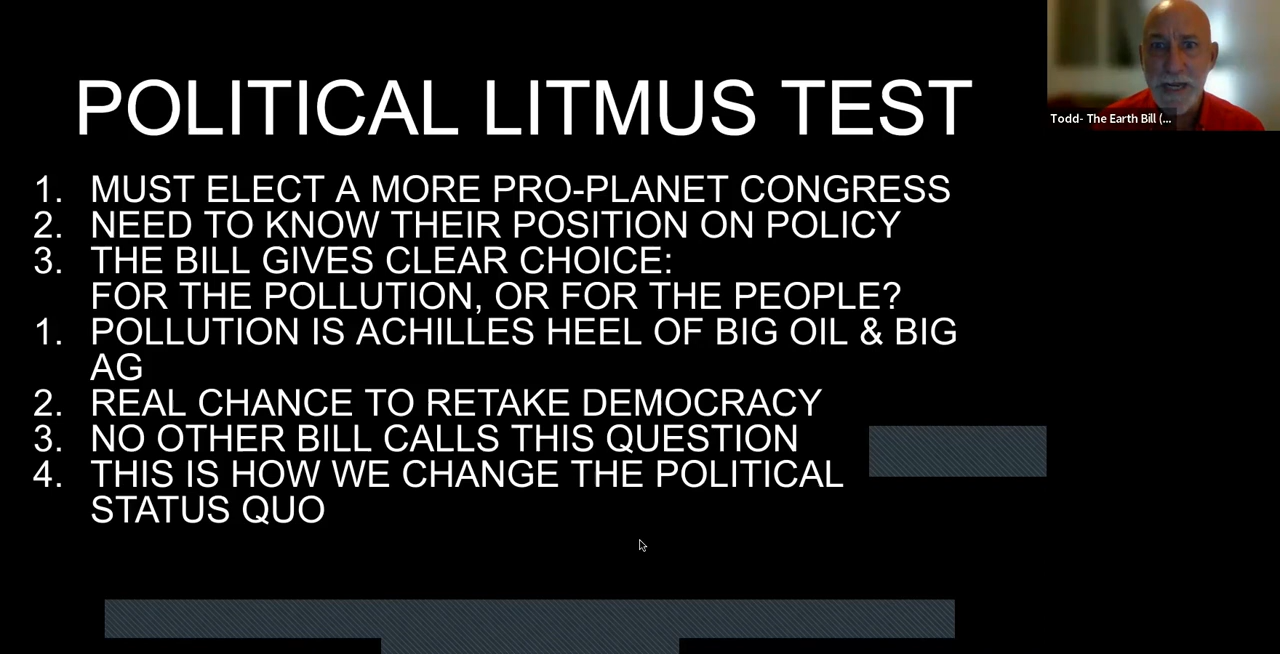 POLITICAL LITMUS TEST
1. MUST ELECT A MORE PRO-PLANET CONGRESS
2. NEED TO KNOW THEIR POSITION ON POLICY
3. THE BILL GIVES CLEAR CHOICE:
FOR THE POLLUTION, OR FOR THE PEOPLE?
1. POLLUTION IS ACHILLES HEEL OF BIG OIL & BIG
AG
2. REAL CHANCE TO RETAKE DEMOCRACY
3. NO OTHER BILL CALLS THIS QUESTION
4. THIS IS HOW WE CHANGE THE POLITICAL
STATUS QUO
Todd- The Earth Bill (...